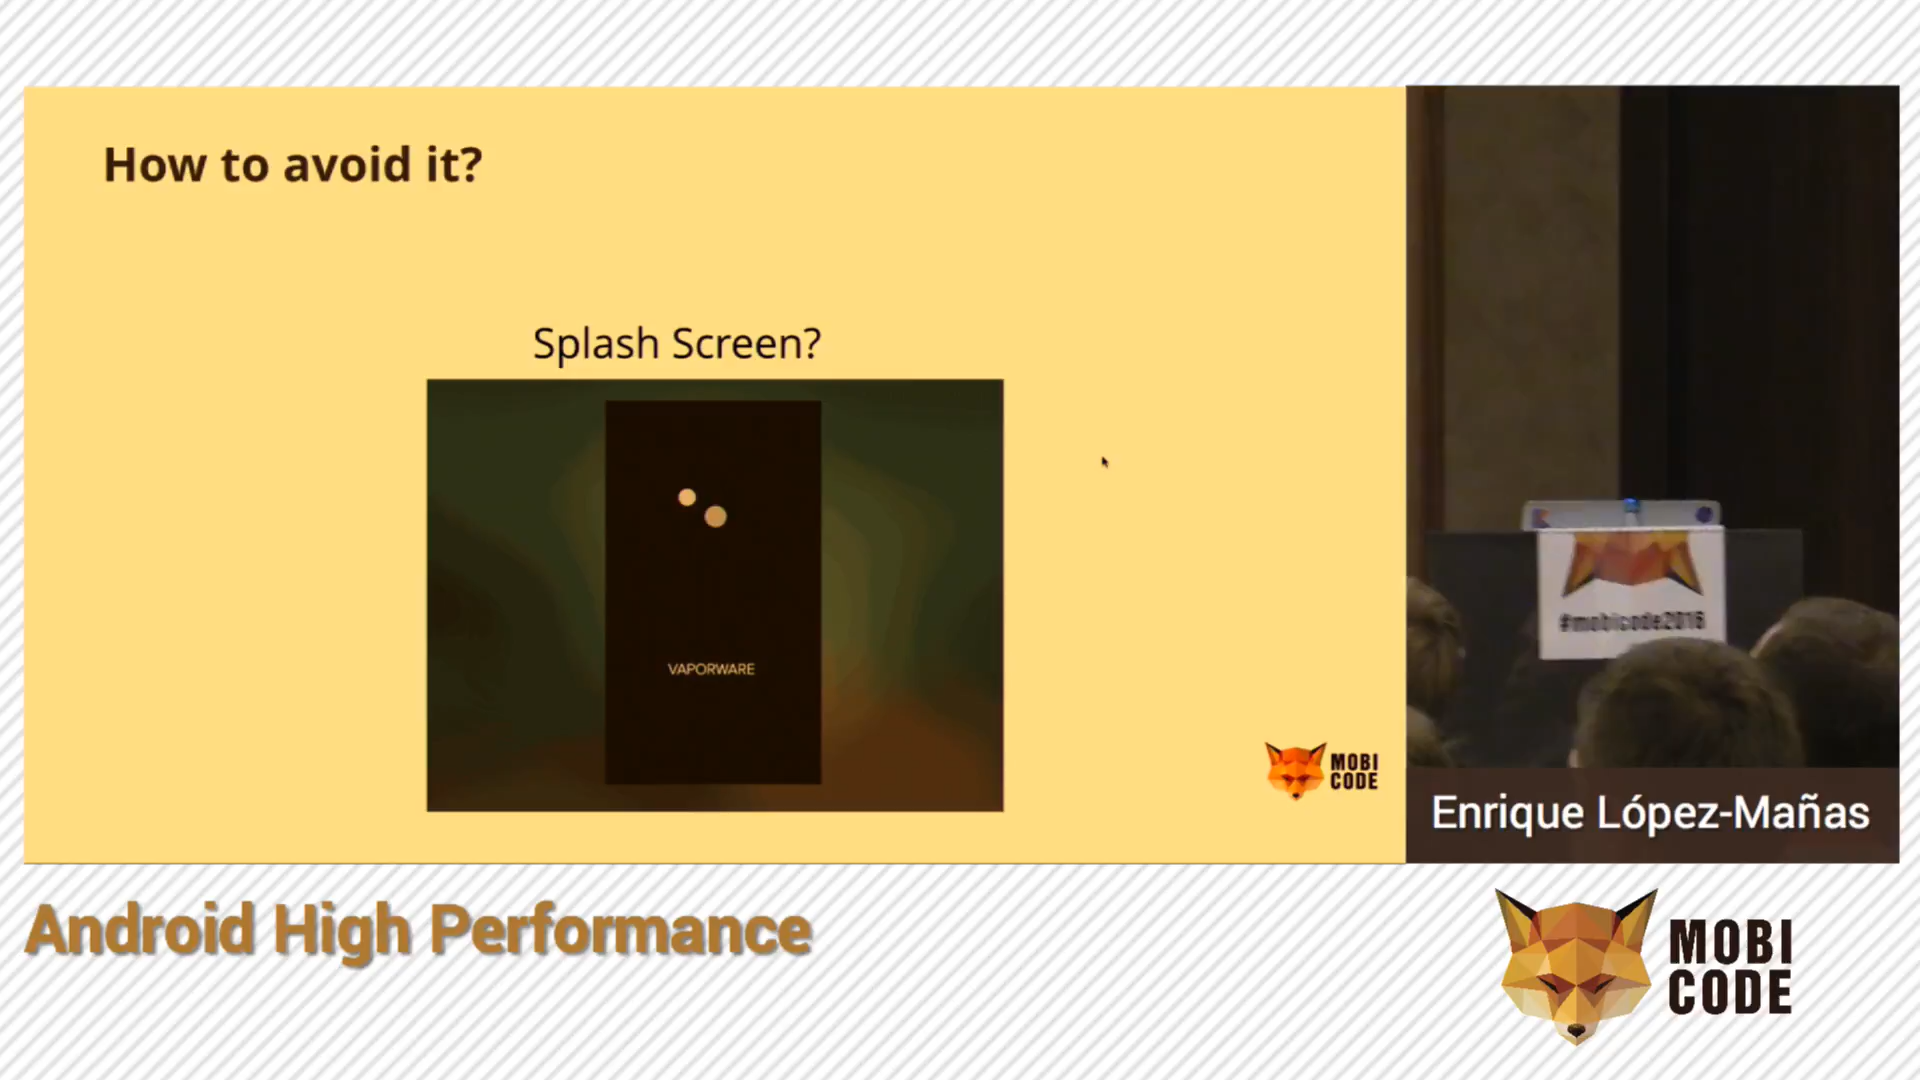 How to avoid it?
Splash Screen?
VAPORWARE
MOBI
CODE
#mobicode2016
Enrique López-Mañas
Android High Performance
MOBI
CODE